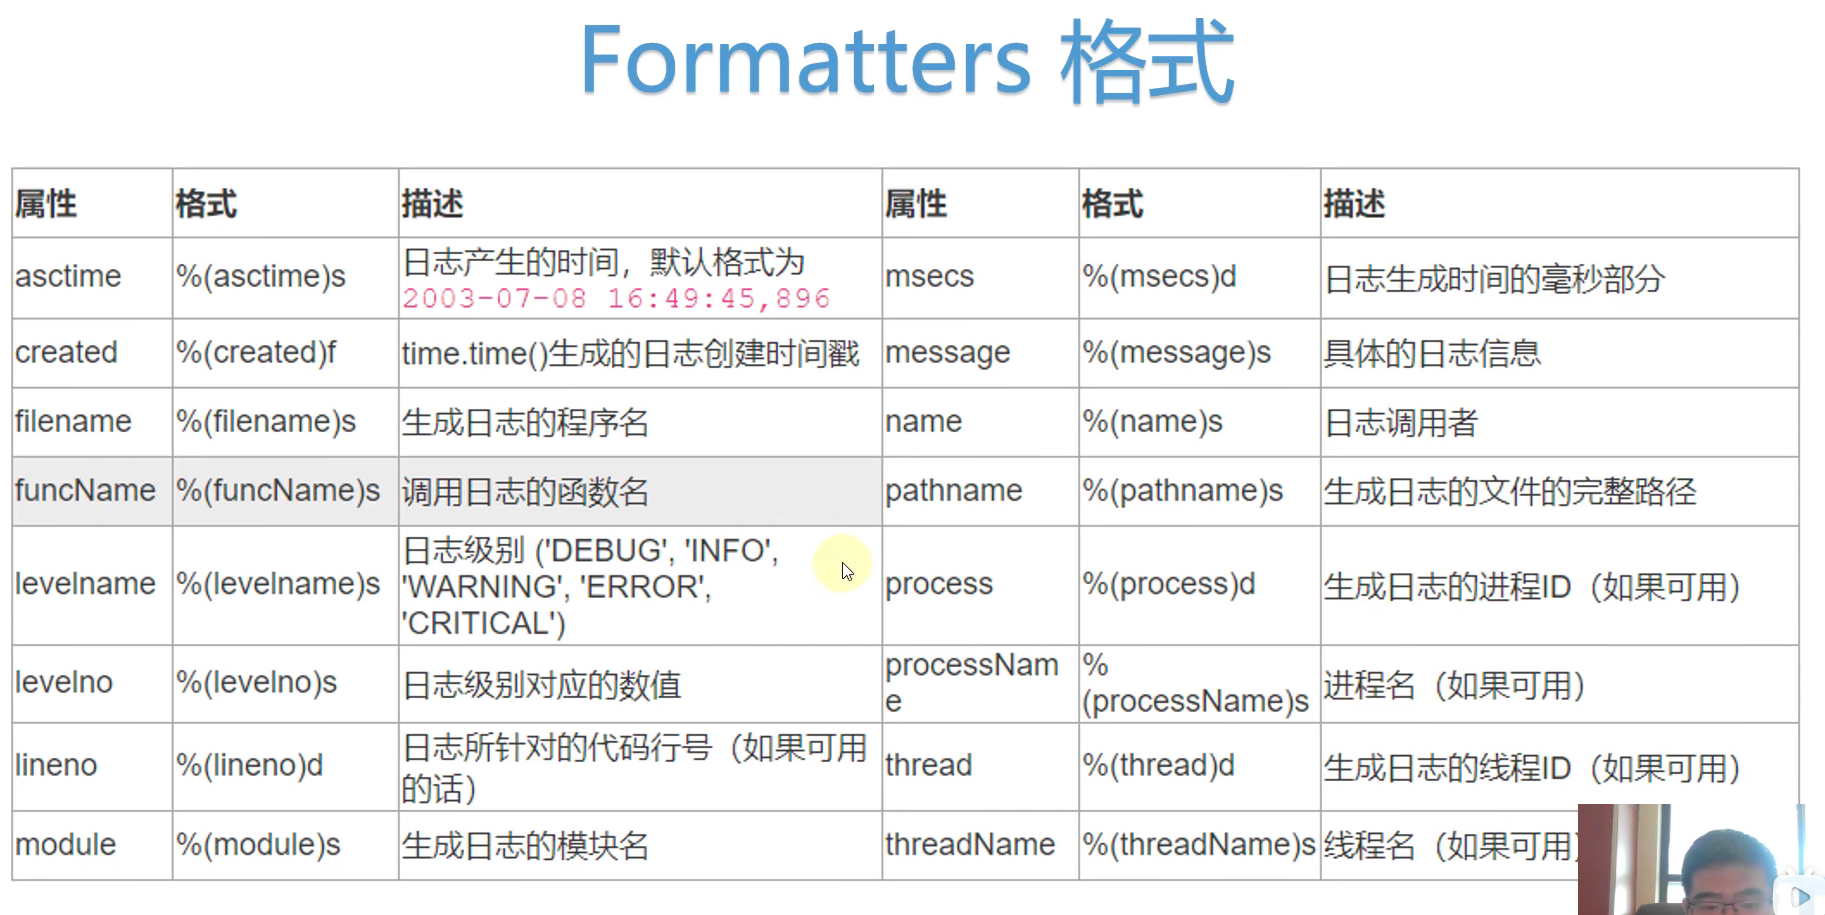 Formatters 格式
属性 格式 描述 属性 格式 描述
asctime %(asctime)s 日志产生的时间，默认格式为 msecs %(msecs)d 日志生成时间的毫秒部分
2003-07-08 16:49:45,896
created %(created)f time.time()生成的日志创建时间戳 message %(message)s 具体的日志信息
filename %(filename)s 生成日志的程序名 name %(name)s 日志调用者
funcName %(funcName)s 调用日志的函数名 pathname %(pathname)s 生成日志的文件的完整路径
日志级别 ('DEBUG', 'INFO',
levelname %(levelname)s 'WARNING', 'ERROR', process %(process)d 生成日志的进程ID（如果可用）
'CRITICAL')
processNam %
levelno %(levelno)s 日志级别对应的数值 进程名（如果可用）
e (processName)s
日志所针对的代码行号（如果可用
lineno %(lineno)d thread %(thread)d 生成日志的线程ID（如果可用）
的话）
module %(module)s 生成日志的模块名 threadName %(threadName)s 线程名（如果可用）